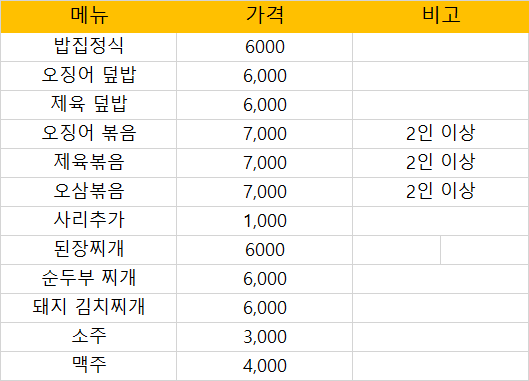 메뉴 가격 비고
밥집정식 6000
오징어 덮밥 6,000
제육 덮밥 6,000
오징어 볶음 7,000 2인 이상
제육볶음 7,000 2인 이상
오삼볶음 7,000 2인 이상
사리추가 1,000
된장찌개 6000
순두부 찌개 6,000
돼지 김치찌개 6,000
소주 3,000
맥주 4,000